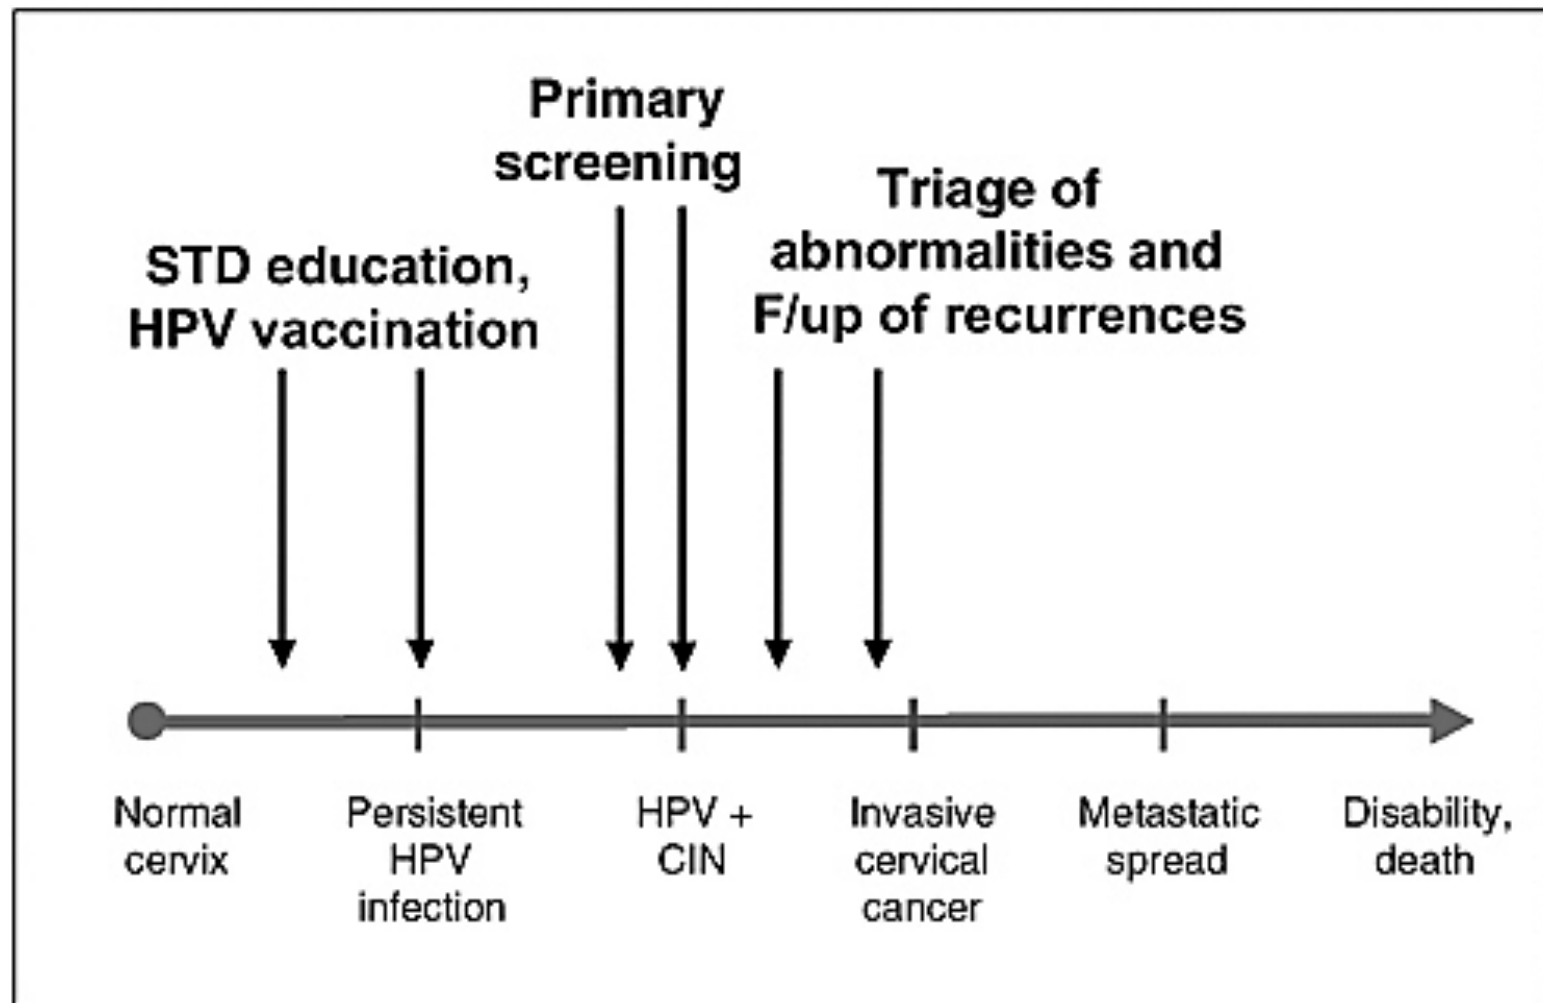 Primary
screening
Triage of
abnormalities and
F/up of recurrences
STD education,
HPV vaccination
Normal
cervix
Persistent
HPV
infection
HPV +
CIN
Invasive
cervical
cancer
Metastatic
spread
Disability,
death